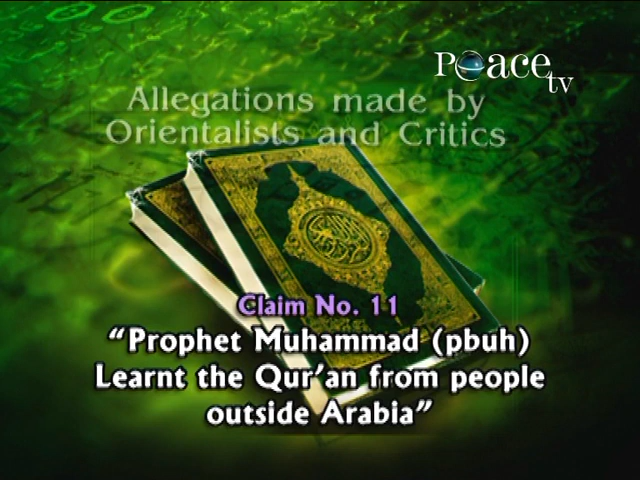 Peace tv
Allegations made by
Orientalists and Critics
Claim No. 11
“Prophet Muhammad (pbuh)
Learnt the Qur’an from people
outside Arabia”